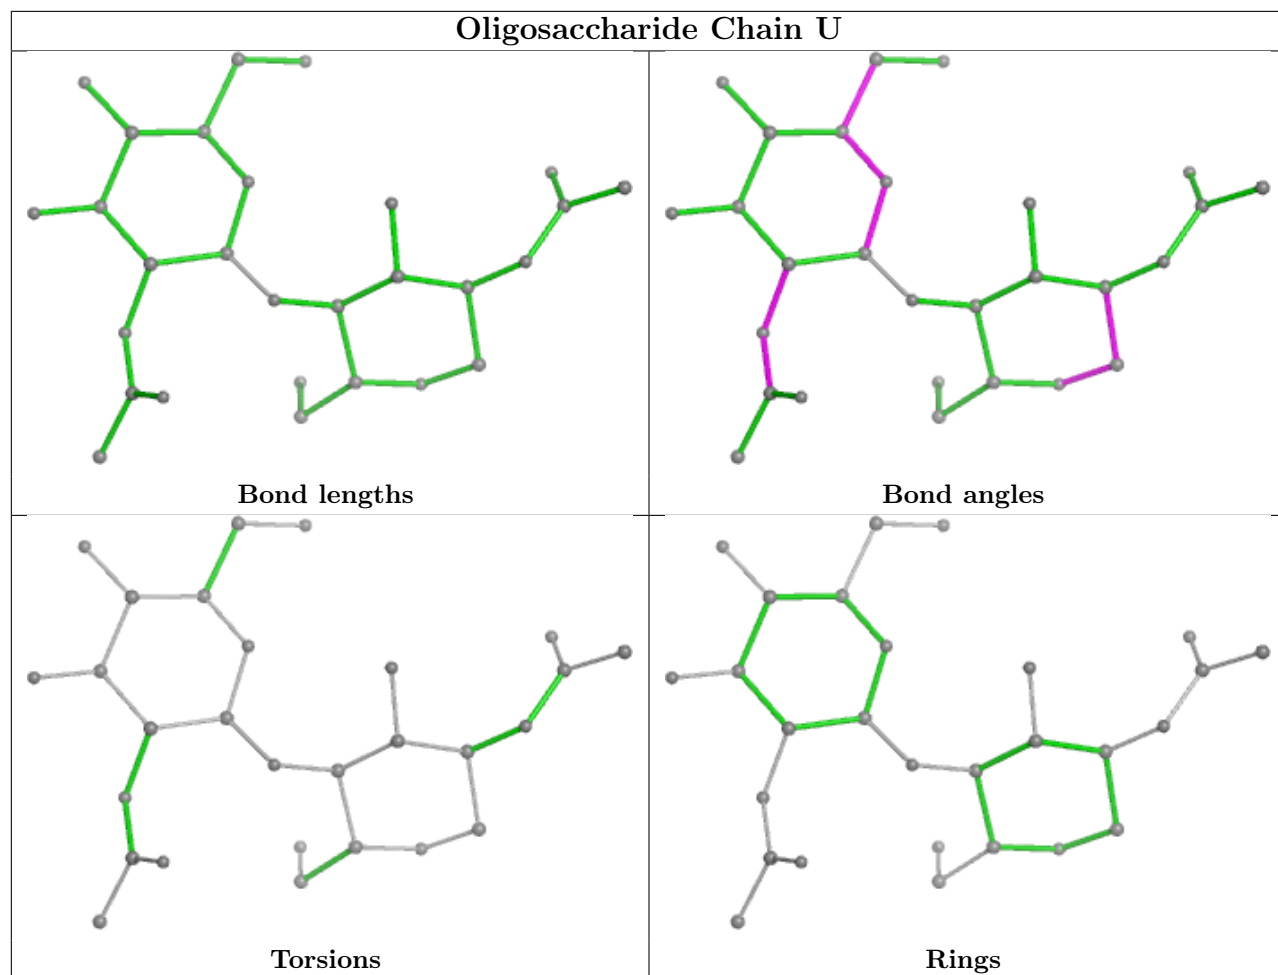 Oligosaccharide Chain U
Bond lengths
Bond angles
Torsions
Rings